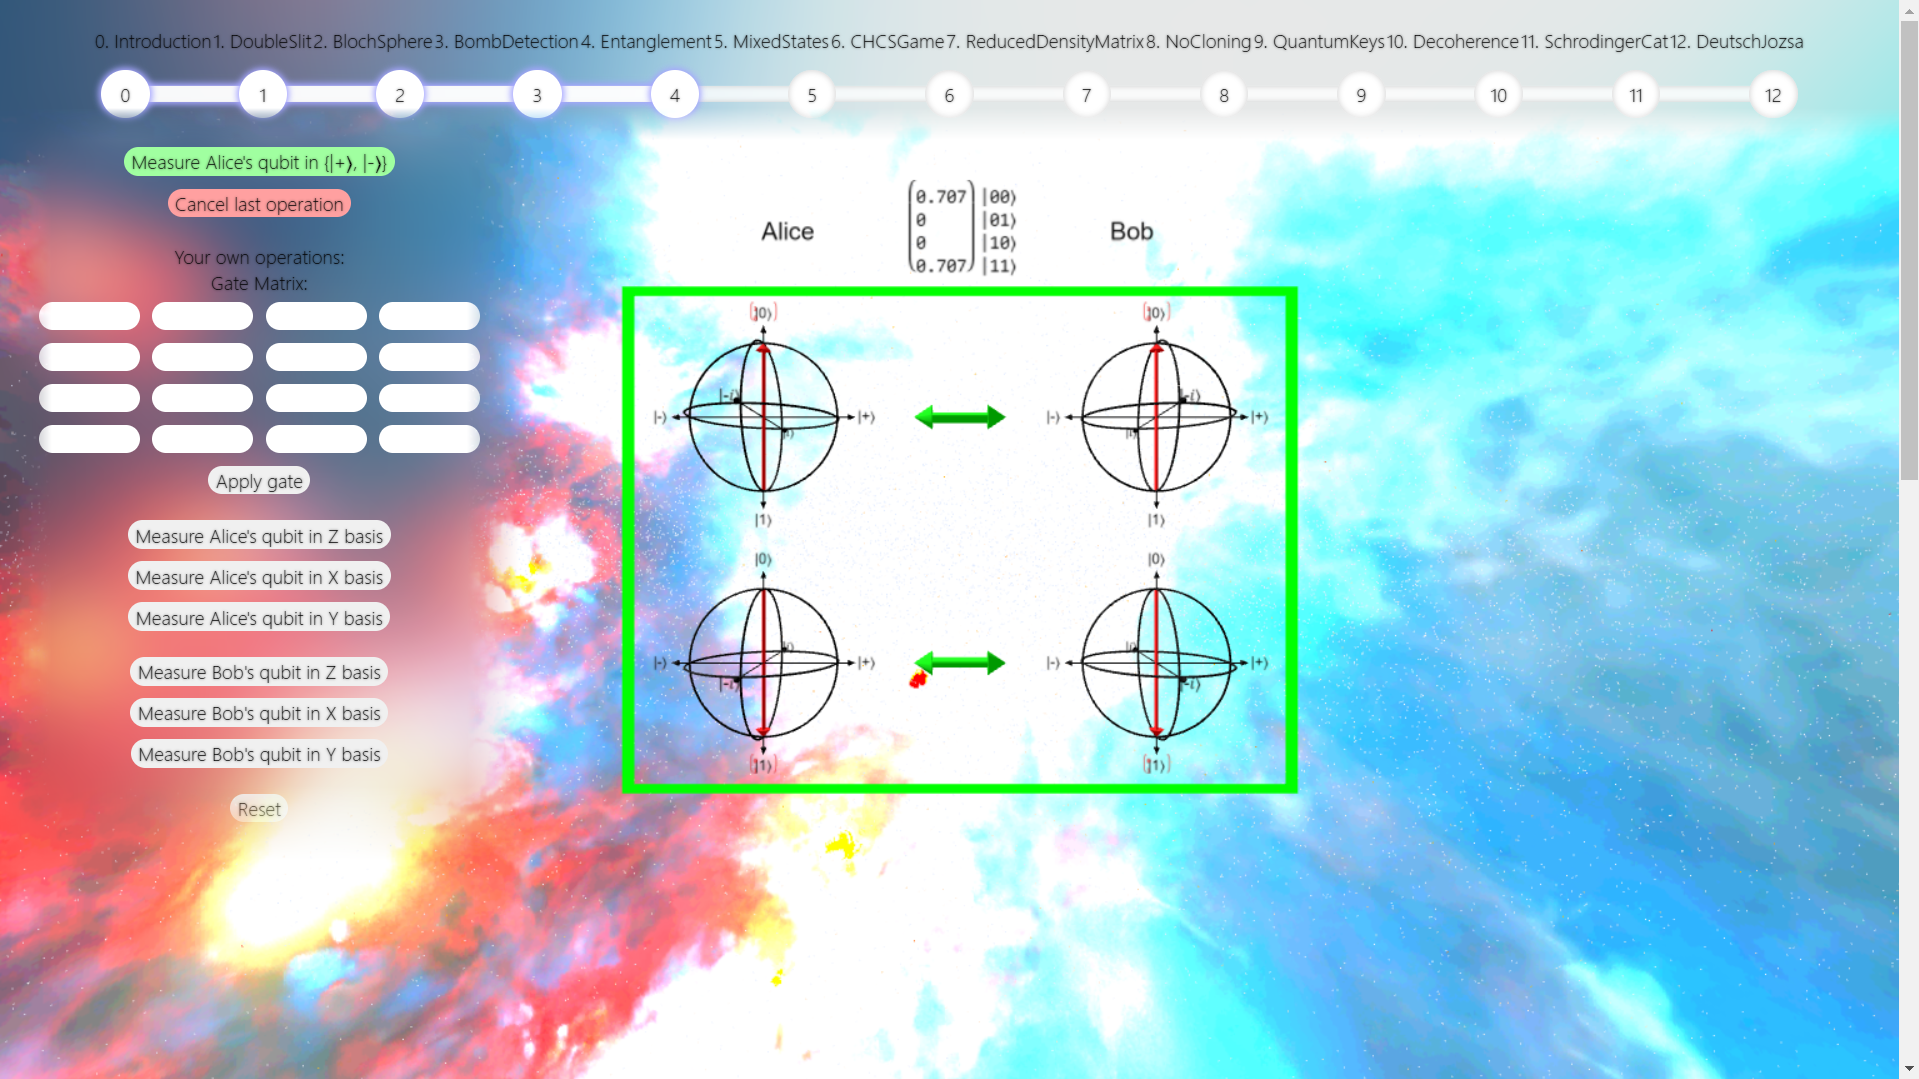 0. Introduction 1. DoubleSlit 2. BlochSphere 3. BombDetection 4. Entanglement 5. MixedStates 6. CHCSGame 7. ReducedDensityMatrix 8. NoCloning 9. QuantumKeys 10. Decoherence 11. SchrodingerCat 12. DeutschJozsa
0 1 2 3 4 5 6 7 8 9 10 11 12
Measure Alice's qubit in {|+⟩, |-⟩}
Cancel last operation
Your own operations:
Gate Matrix:
Apply gate
Measure Alice's qubit in Z basis
Measure Alice's qubit in X basis
Measure Alice's qubit in Y basis
Measure Bob's qubit in Z basis
Measure Bob's qubit in X basis
Measure Bob's qubit in Y basis
Reset
Alice
0.707 |00⟩
0 |01⟩
0 |10⟩
0.707 |11⟩
Bob
|0⟩ |0⟩
|-i⟩ |-i⟩
|-⟩ |+⟩ |-⟩ |+⟩
|i⟩ |i⟩
|1⟩ |1⟩
|0⟩ |0⟩
|i⟩ |i⟩
|-⟩ |+⟩ |-⟩ |+⟩
|-i⟩ |-i⟩
|1⟩ |1⟩